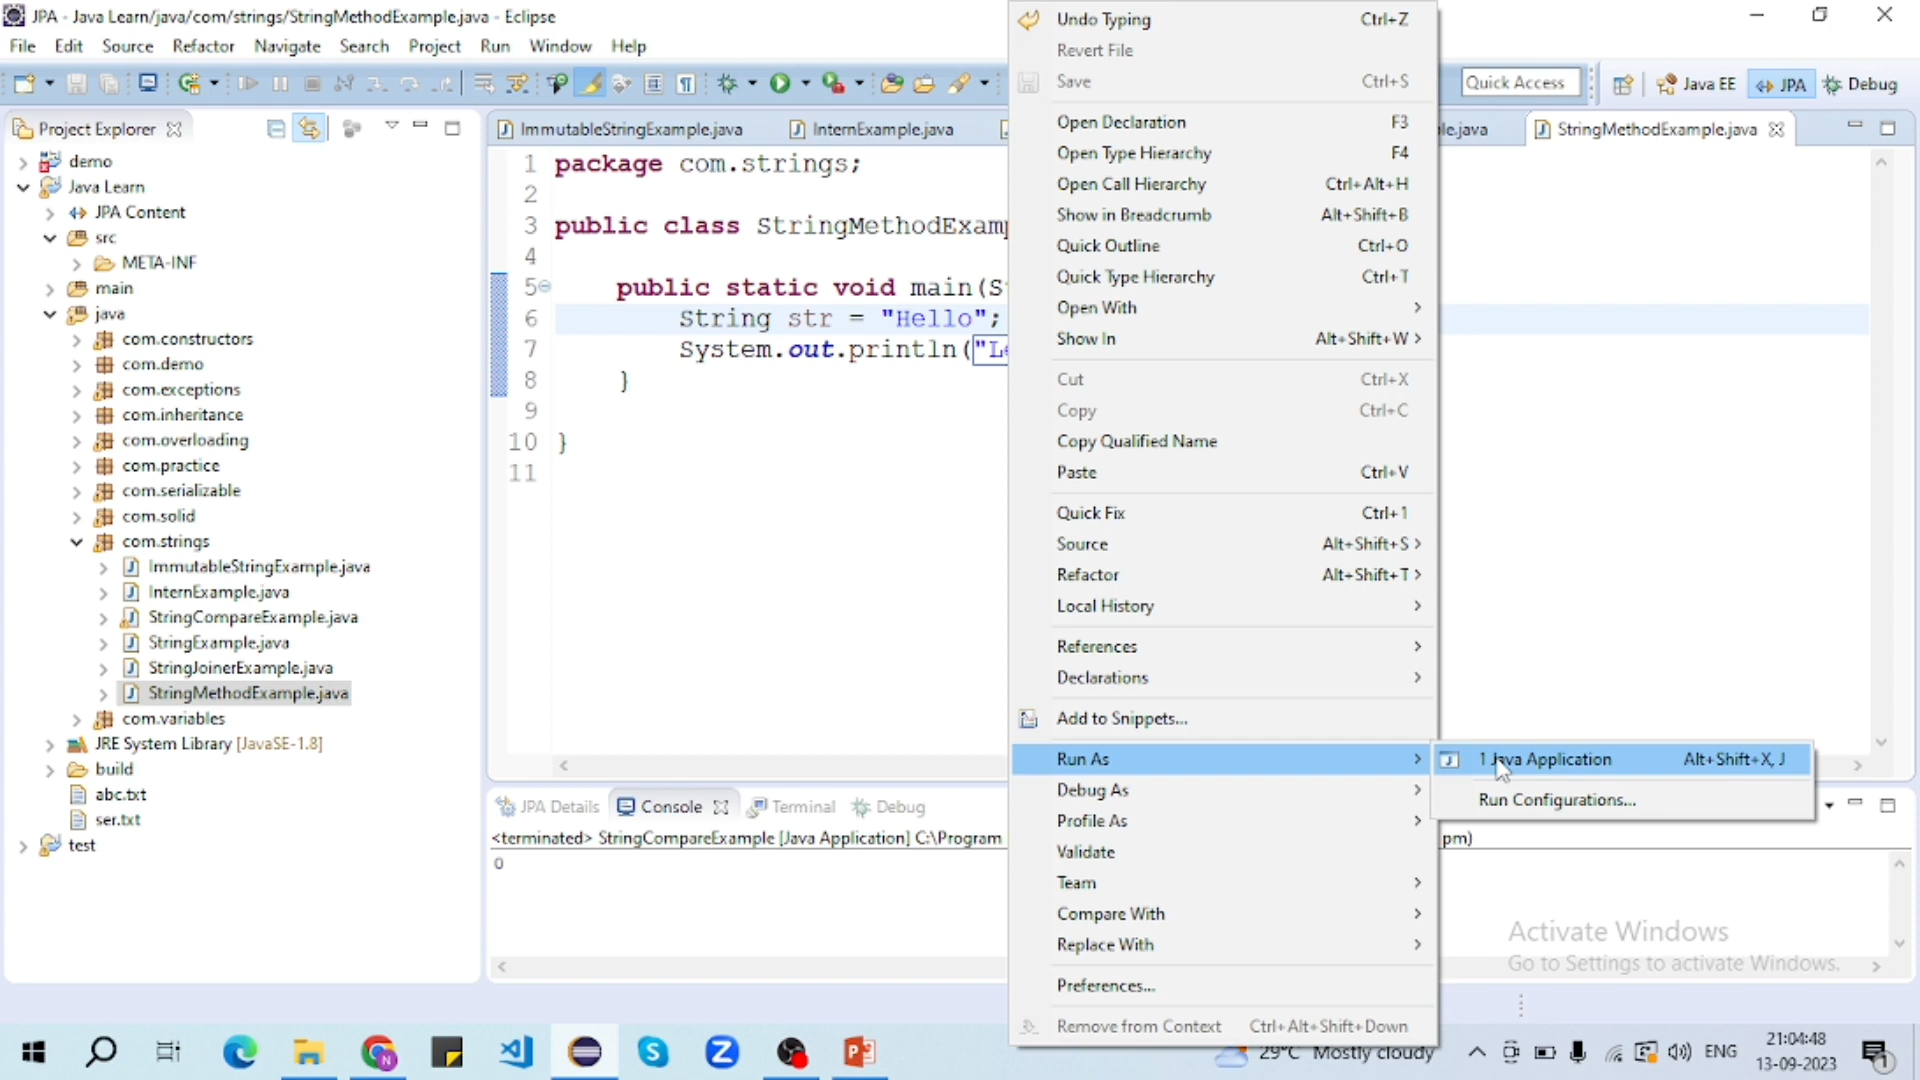 JPA - Java Learn/java/com/strings/StringMethodExample.java - Eclipse
File Edit Source Refactor Navigate Search Project Run Window Help
Quick Access
Java EE
JPA
Debug
Project Explorer
demo
Java Learn
JPA Content
src
META-INF
main
java
com.constructors
com.demo
com.exceptions
com.inheritance
com.overloading
com.practice
com.serializable
com.solid
com.strings
ImmutableStringExample.java
InternExample.java
StringCompareExample.java
StringExample.java
StringJoinerExample.java
StringMethodExample.java
com.variables
JRE System Library [JavaSE-1.8]
build
abc.txt
ser.txt
test
ImmutableStringExample.java
InternExample.java
le.java
StringMethodExample.java
1 package com.strings;
2
3 public class StringMethodExamp
4
5 public static void main(S
6 String str = "Hello";
7 System.out.println("Le
8 }
9
10 }
11
Undo Typing Ctrl+Z
Revert File
Save Ctrl+S
Open Declaration F3
Open Type Hierarchy F4
Open Call Hierarchy Ctrl+Alt+H
Show in Breadcrumb Alt+Shift+B
Quick Outline Ctrl+O
Quick Type Hierarchy Ctrl+T
Open With
Show In Alt+Shift+W
Cut Ctrl+X
Copy Ctrl+C
Copy Qualified Name
Paste Ctrl+V
Quick Fix Ctrl+1
Source Alt+Shift+S
Refactor Alt+Shift+T
Local History
References
Declarations
Add to Snippets...
Run As
Debug As
Profile As
Validate
Team
Compare With
Replace With
Preferences...
Remove from Context Ctrl+Alt+Shift+Down
1 Java Application Alt+Shift+X, J
Run Configurations...
JPA Details
Console
Terminal
Debug
<terminated> StringCompareExample [Java Application] C:\Program
pm)
0
Activate Windows
Go to Settings to activate Windows.
29°C Mostly cloudy
ENG
21:04:48
13-09-2023
1